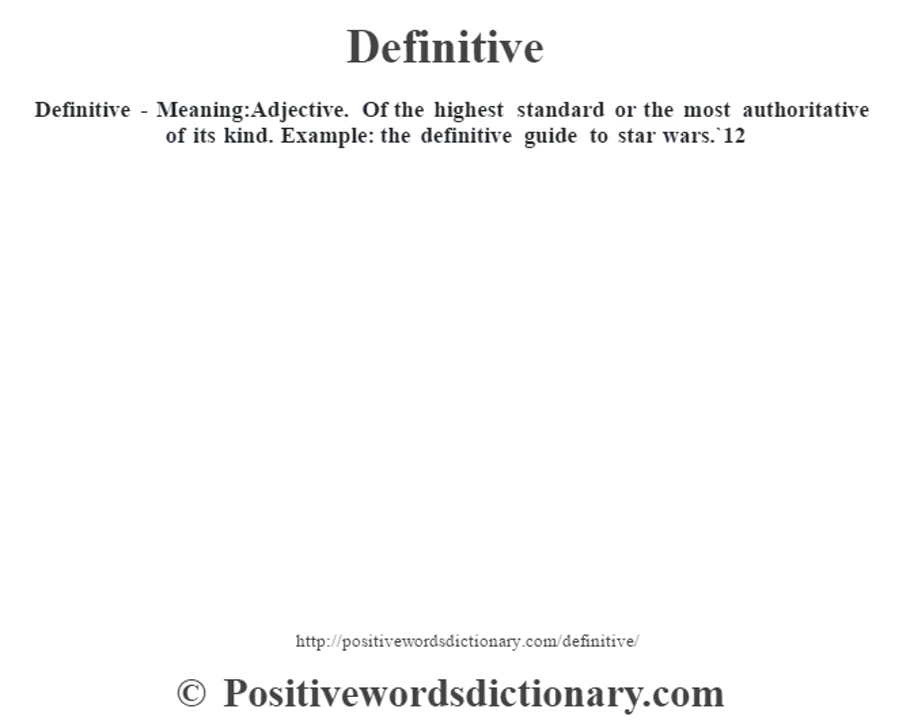 Definitive
Definitive - Meaning:Adjective. Of the highest standard or the most authoritative
of its kind. Example: the definitive guide to star wars.`12
http://positivewordsdictionary.com/definitive/
© Positivewordsdictionary.com